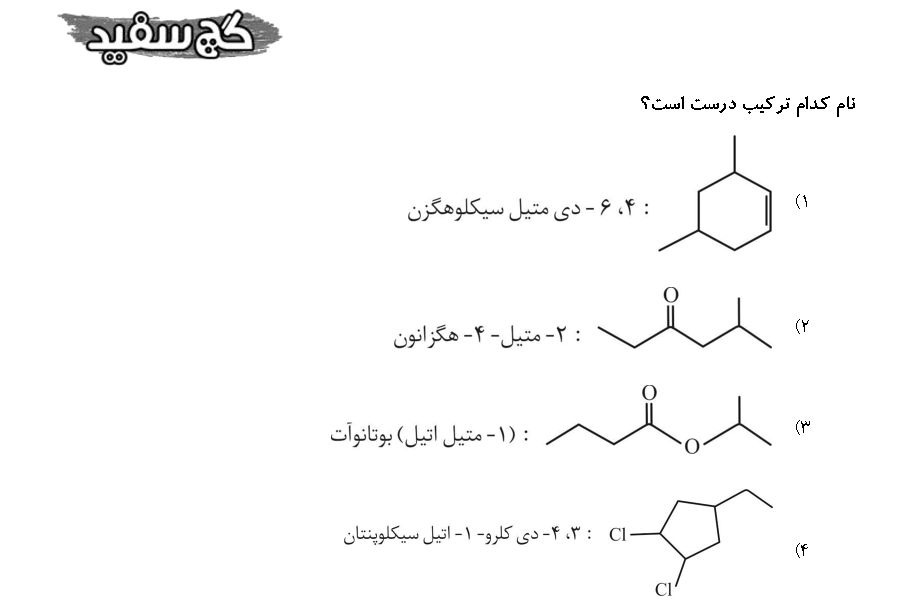 گچ سفید
نام کدام ترکیب درست است؟
۱) : ۴، ۶ - دی متیل سیکلوهگزن
O
۲) : ۲- متیل- ۴- هگزانون
O
O
۳) : (۱- متیل اتیل) بوتانوآت
Cl
Cl
۴) : ۳، ۴- دی کلرو- ۱- اتیل سیکلوپنتان